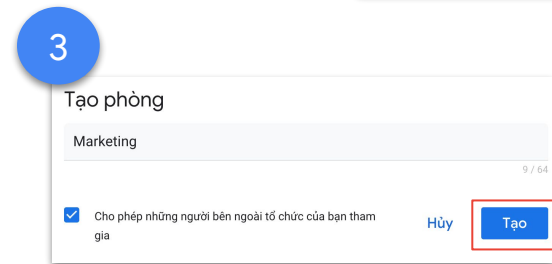 3
Tạo phòng
Marketing
9 / 64
Cho phép những người bên ngoài tổ chức của bạn tham
gia
Hủy
Tạo